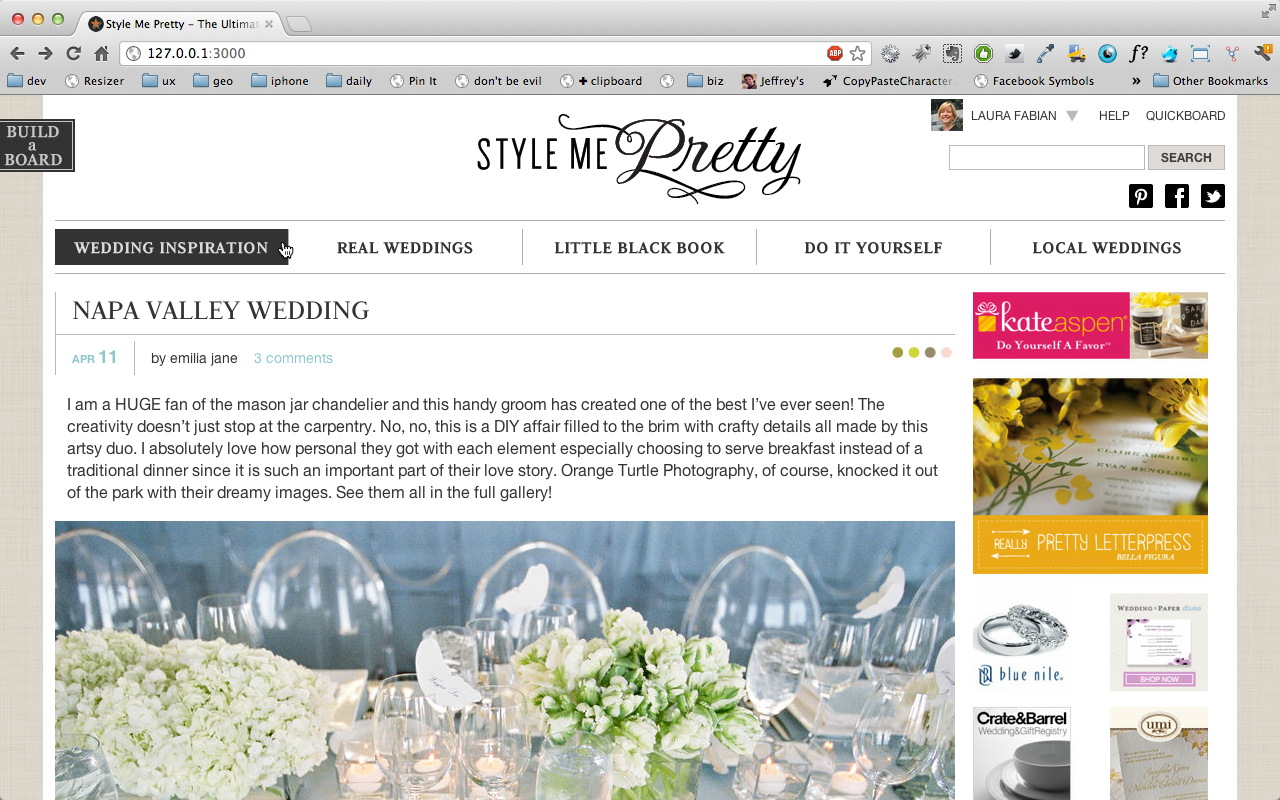 Style Me Pretty – The Ultimat
127.0.0.1:3000
ABP
f?
dev
Resizer
ux
geo
iphone
daily
Pin It
don't be evil
+ clipboard
biz
Jeffrey's
CopyPasteCharacter.
Facebook Symbols
»
Other Bookmarks
BUILD
a
BOARD
STYLE ME Pretty
LAURA FABIAN
HELP
QUICKBOARD
SEARCH
WEDDING INSPIRATION
REAL WEDDINGS
LITTLE BLACK BOOK
DO IT YOURSELF
LOCAL WEDDINGS
NAPA VALLEY WEDDING
APR 11
by emilia jane
3 comments
I am a HUGE fan of the mason jar chandelier and this handy groom has created one of the best I’ve ever seen! The
creativity doesn’t just stop at the carpentry. No, no, this is a DIY affair filled to the brim with crafty details all made by this
artsy duo. I absolutely love how personal they got with each element especially choosing to serve breakfast instead of a
traditional dinner since it is such an important part of their love story. Orange Turtle Photography, of course, knocked it out
of the park with their dreamy images. See them all in the full gallery!
kateaspen®
Do Yourself A Favor™
CLAIRE ABSHIRE
EVAN RENOLDS
REALLY PRETTY LETTERPRESS
BELLA FIGURA
blue nile.
WEDDING PAPER divas
SHOP NOW
Crate&Barrel
Wedding&GiftRegistry
umi